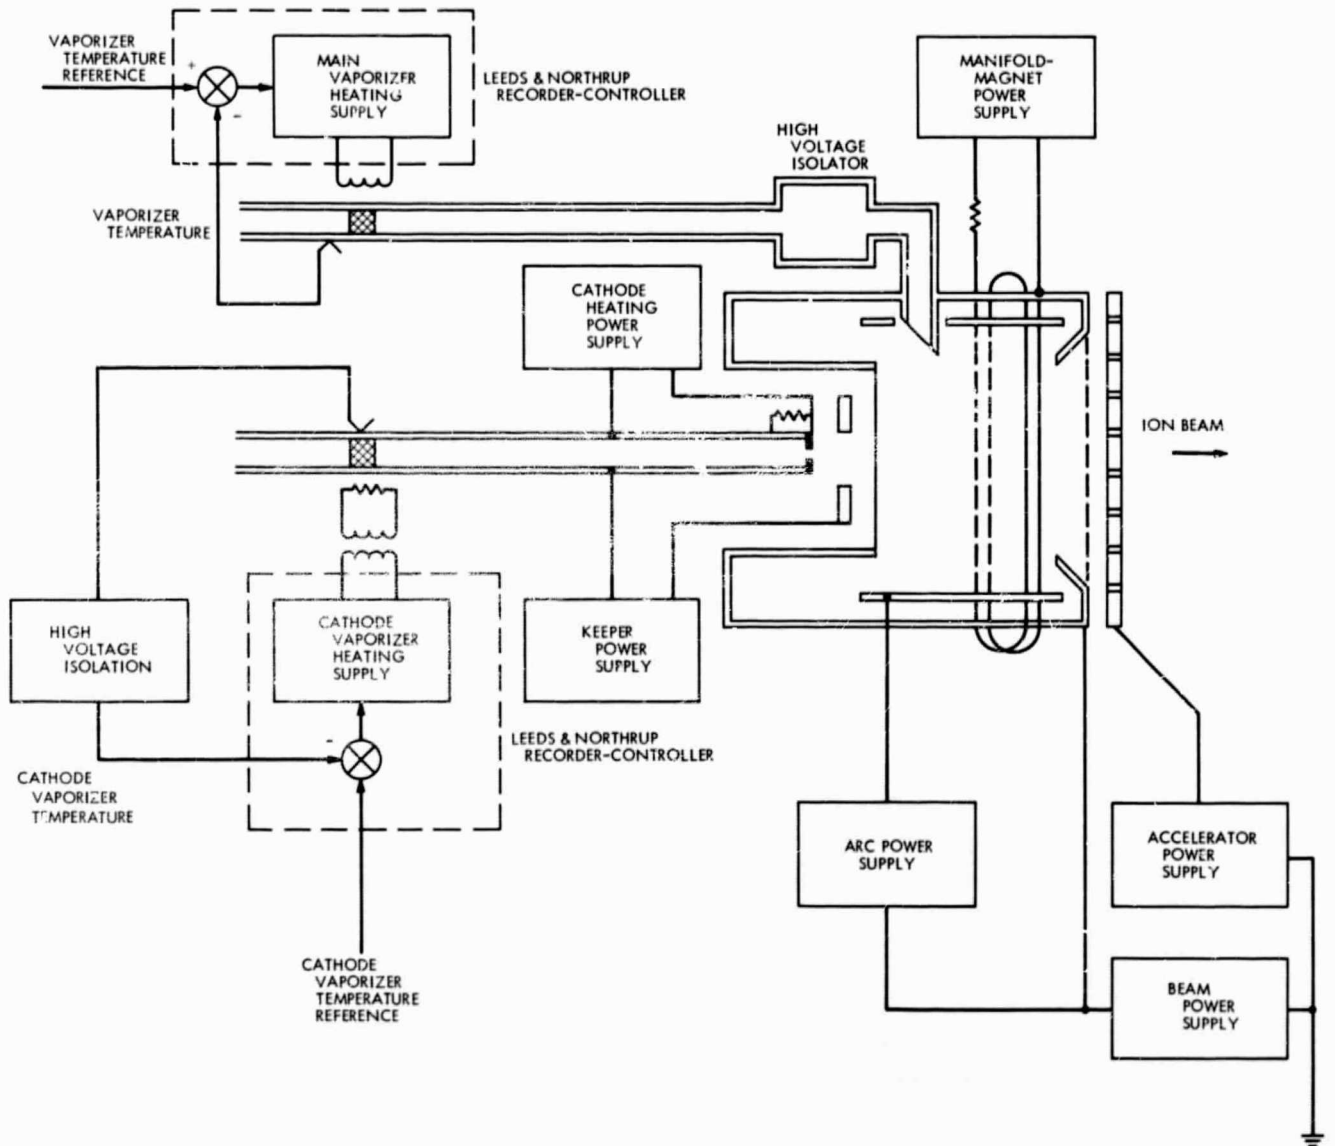 VAPORIZER
TEMPERATURE
REFERENCE
+
-
MAIN
VAPORIZER
HEATING
SUPPLY
LEEDS & NORTHRUP
RECORDER-CONTROLLER
MANIFOLD-
MAGNET
POWER
SUPPLY
HIGH
VOLTAGE
ISOLATOR
VAPORIZER
TEMPERATURE
CATHODE
HEATING
POWER
SUPPLY
ION BEAM
HIGH
VOLTAGE
ISOLATION
CATHODE
VAPORIZER
HEATING
SUPPLY
KEEPER
POWER
SUPPLY
-
LEEDS & NORTHRUP
RECORDER-CONTROLLER
CATHODE
VAPORIZER
TEMPERATURE
ARC POWER
SUPPLY
ACCELERATOR
POWER
SUPPLY
CATHODE
VAPORIZER
TEMPERATURE
REFERENCE
BEAM
POWER
SUPPLY